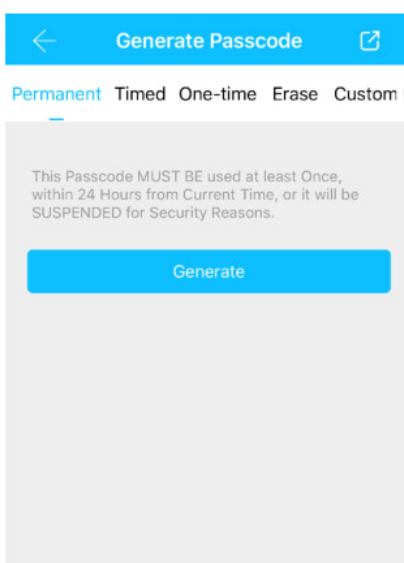 Generate Passcode
Permanent Timed One-time Erase Custom
This Passcode MUST BE used at least Once,
within 24 Hours from Current Time, or it will be
SUSPENDED for Security Reasons.
Generate